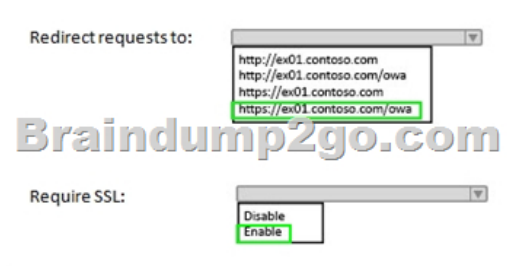 Redirect requests to:
http://ex01.contoso.com
http://ex01.contoso.com/owa
https://ex01.contoso.com
https://ex01.contoso.com/owa
Braindump2go.com
Require SSL:
Disable
Enable